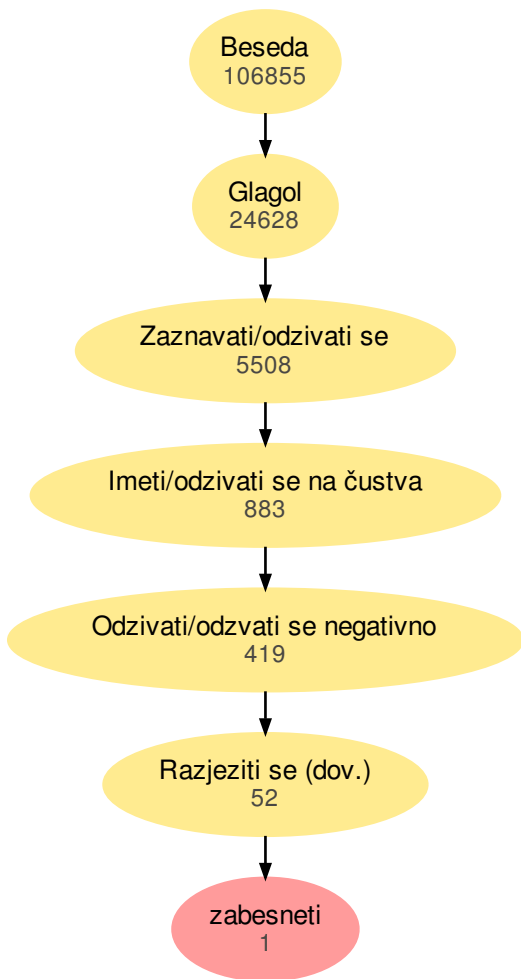 Beseda
106855
Glagol
24628
Zaznavati/odzivati se
5508
Imeti/odzivati se na čustva
883
Odzivati/odzvati se negativno
419
Razjeziti se (dov.)
52
zabesneti
1